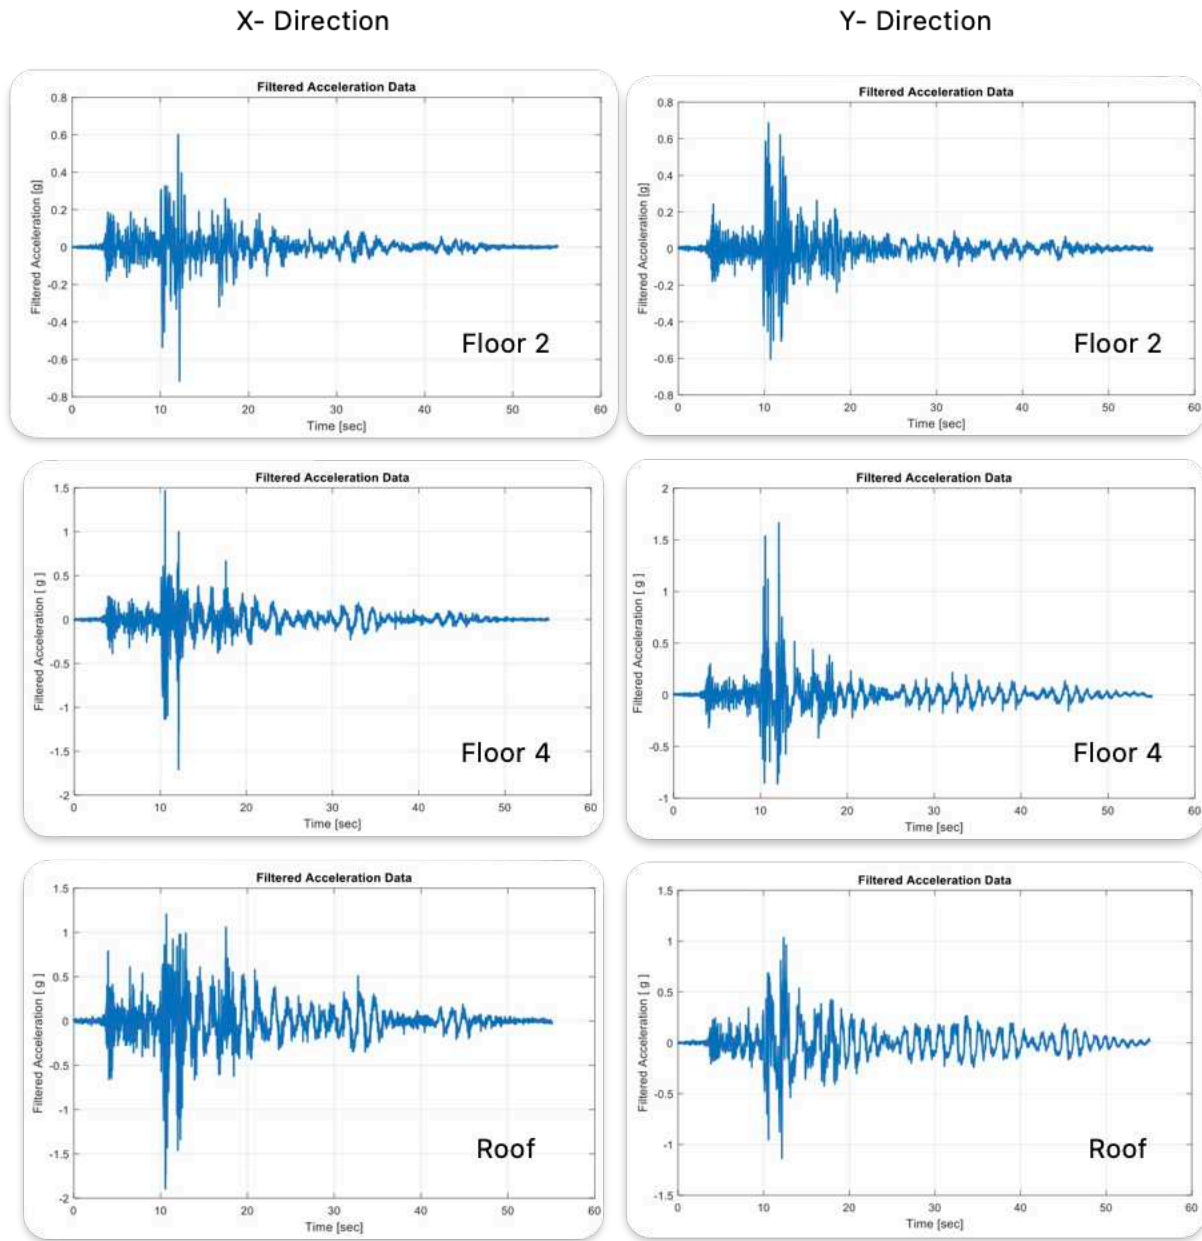 X- Direction
Y- Direction
Filtered Acceleration Data
0.8
0.6
0.4
0.2
0
-0.2
-0.4
-0.6
-0.8
Filtered Acceleration [g]
Floor 2
0 10 20 30 40 50 60
Time [sec]
Filtered Acceleration Data
0.8
0.6
0.4
0.2
0
-0.2
-0.4
-0.6
-0.8
Filtered Acceleration [g]
Floor 2
0 10 20 30 40 50 60
Time [sec]
Filtered Acceleration Data
1.5
1
0.5
0
-0.5
-1
-1.5
-2
Filtered Acceleration [ g ]
Floor 4
0 10 20 30 40 50 60
Time [sec]
Filtered Acceleration Data
2
1.5
1
0.5
0
-0.5
-1
Filtered Acceleration [ g ]
Floor 4
0 10 20 30 40 50 60
Time [sec]
Filtered Acceleration Data
1.5
1
0.5
0
-0.5
-1
-1.5
-2
Filtered Acceleration [ g ]
Roof
0 10 20 30 40 50 60
Time [sec]
Filtered Acceleration Data
1.5
1
0.5
0
-0.5
-1
-1.5
Filtered Acceleration [ g ]
Roof
0 10 20 30 40 50 60
Time [sec]